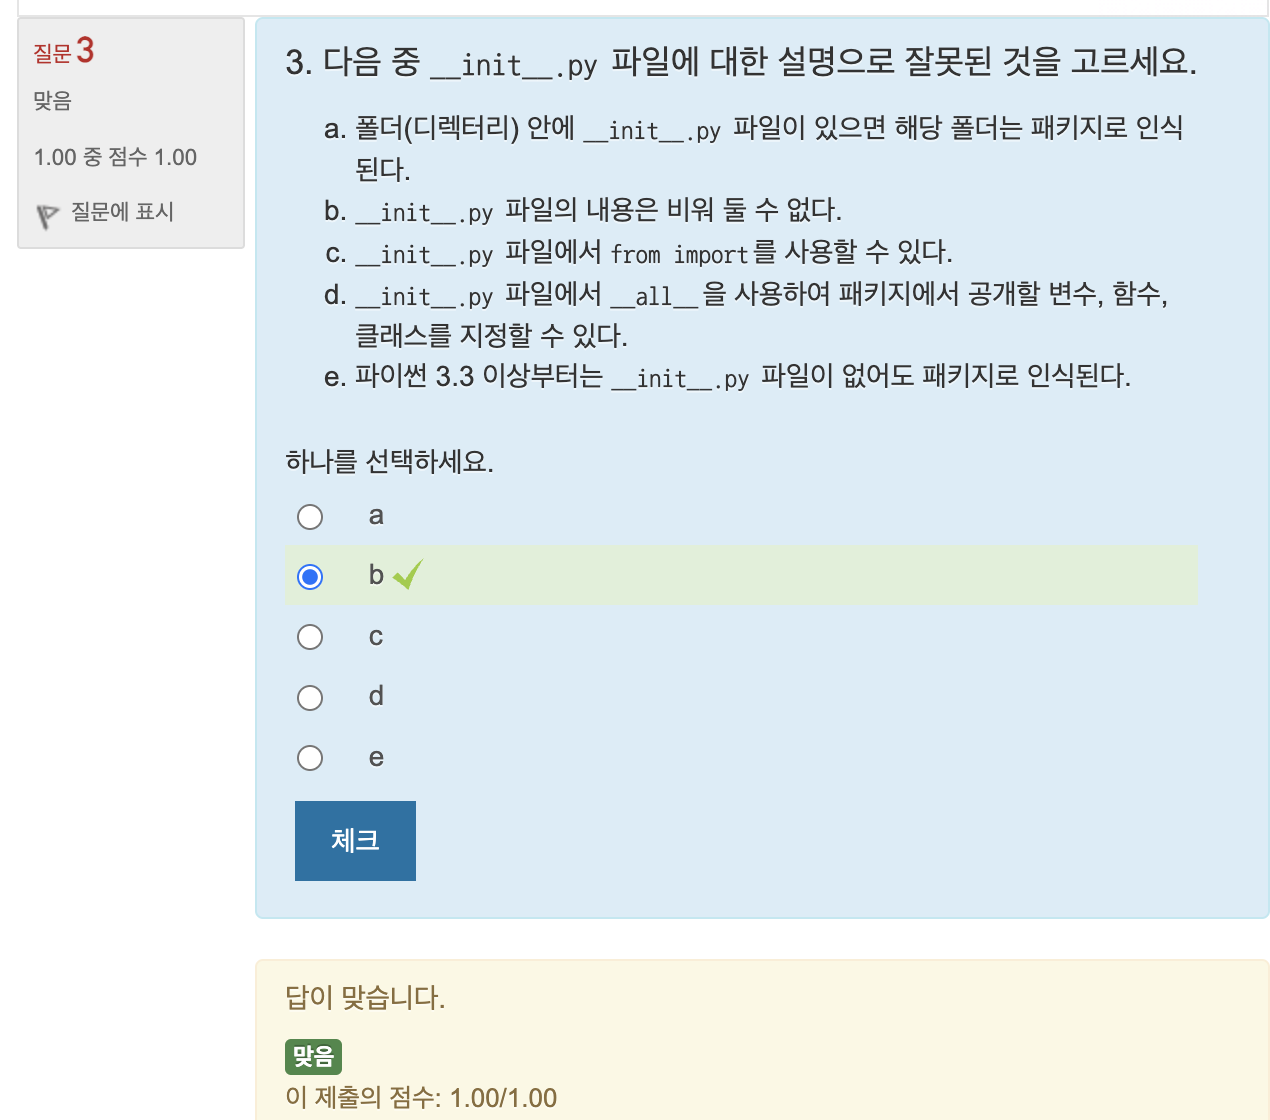 질문 3
맞음
1.00 중 점수 1.00
질문에 표시
3. 다음 중 __init__.py 파일에 대한 설명으로 잘못된 것을 고르세요.
a. 폴더(디렉터리) 안에 __init__.py 파일이 있으면 해당 폴더는 패키지로 인식
된다.
b. __init__.py 파일의 내용은 비워 둘 수 없다.
c. __init__.py 파일에서 from import를 사용할 수 있다.
d. __init__.py 파일에서 __all__을 사용하여 패키지에서 공개할 변수, 함수,
클래스를 지정할 수 있다.
e. 파이썬 3.3 이상부터는 __init__.py 파일이 없어도 패키지로 인식된다.
하나를 선택하세요.
a
b
c
d
e
체크
답이 맞습니다.
맞음
이 제출의 점수: 1.00/1.00